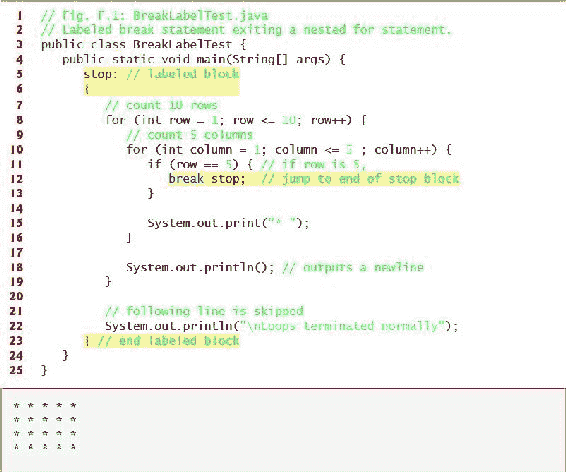 1 // Fig. F.1: BreakLabelTest.java
2 // Labeled break statement exiting a nested for statement.
3 public class BreakLabelTest {
4 public static void main(String[] args) {
5 stop: // labeled block
6 {
7 // count 10 rows
8 for (int row = 1; row <= 10; row++) {
9 // count 5 columns
10 for (int column = 1; column <= 5 ; column++) {
11 if (row == 5) { // if row is 5,
12 break stop; // jump to end of stop block
13 }
14
15 System.out.print("* ");
16 }
17
18 System.out.println(); // outputs a newline
19 }
20
21 // following line is skipped
22 System.out.println("\nLoops terminated normally");
23 } // end labeled block
24 }
25 }
* * * * *
* * * * *
* * * * *
* * * * *